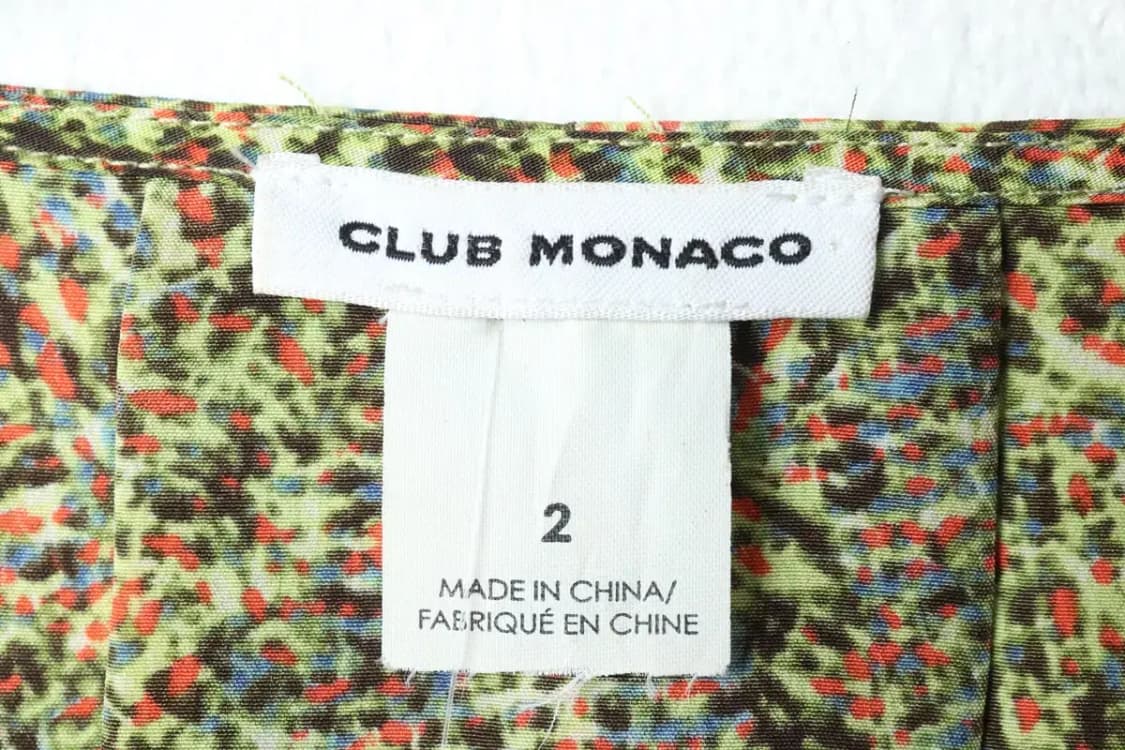 CLUB MONACO
2
MADE IN CHINA/
FABRIQUÉ EN CHINE